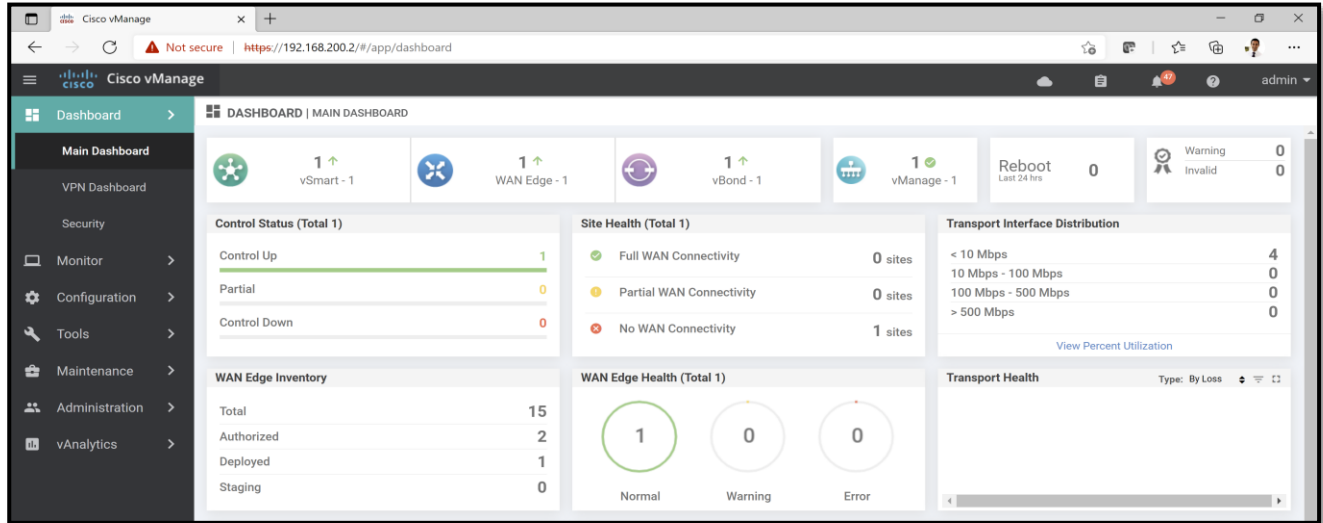 Cisco vManage
Not secure https://192.168.200.2/#/app/dashboard
CISCO Cisco vManage
47
admin
Dashboard
Main Dashboard
VPN Dashboard
Security
Monitor
Configuration
Tools
Maintenance
Administration
vAnalytics
DASHBOARD | MAIN DASHBOARD
1
vSmart - 1
1
WAN Edge - 1
1
vBond - 1
1
vManage - 1
Reboot
Last 24 hrs
0
Warning 0
Invalid 0
Control Status (Total 1)
Control Up 1
Partial 0
Control Down 0
Site Health (Total 1)
Full WAN Connectivity 0 sites
Partial WAN Connectivity 0 sites
No WAN Connectivity 1 sites
Transport Interface Distribution
< 10 Mbps 4
10 Mbps - 100 Mbps 0
100 Mbps - 500 Mbps 0
> 500 Mbps 0
View Percent Utilization
WAN Edge Inventory
Total 15
Authorized 2
Deployed 1
Staging 0
WAN Edge Health (Total 1)
1 0 0
Normal Warning Error
Transport Health Type: By Loss